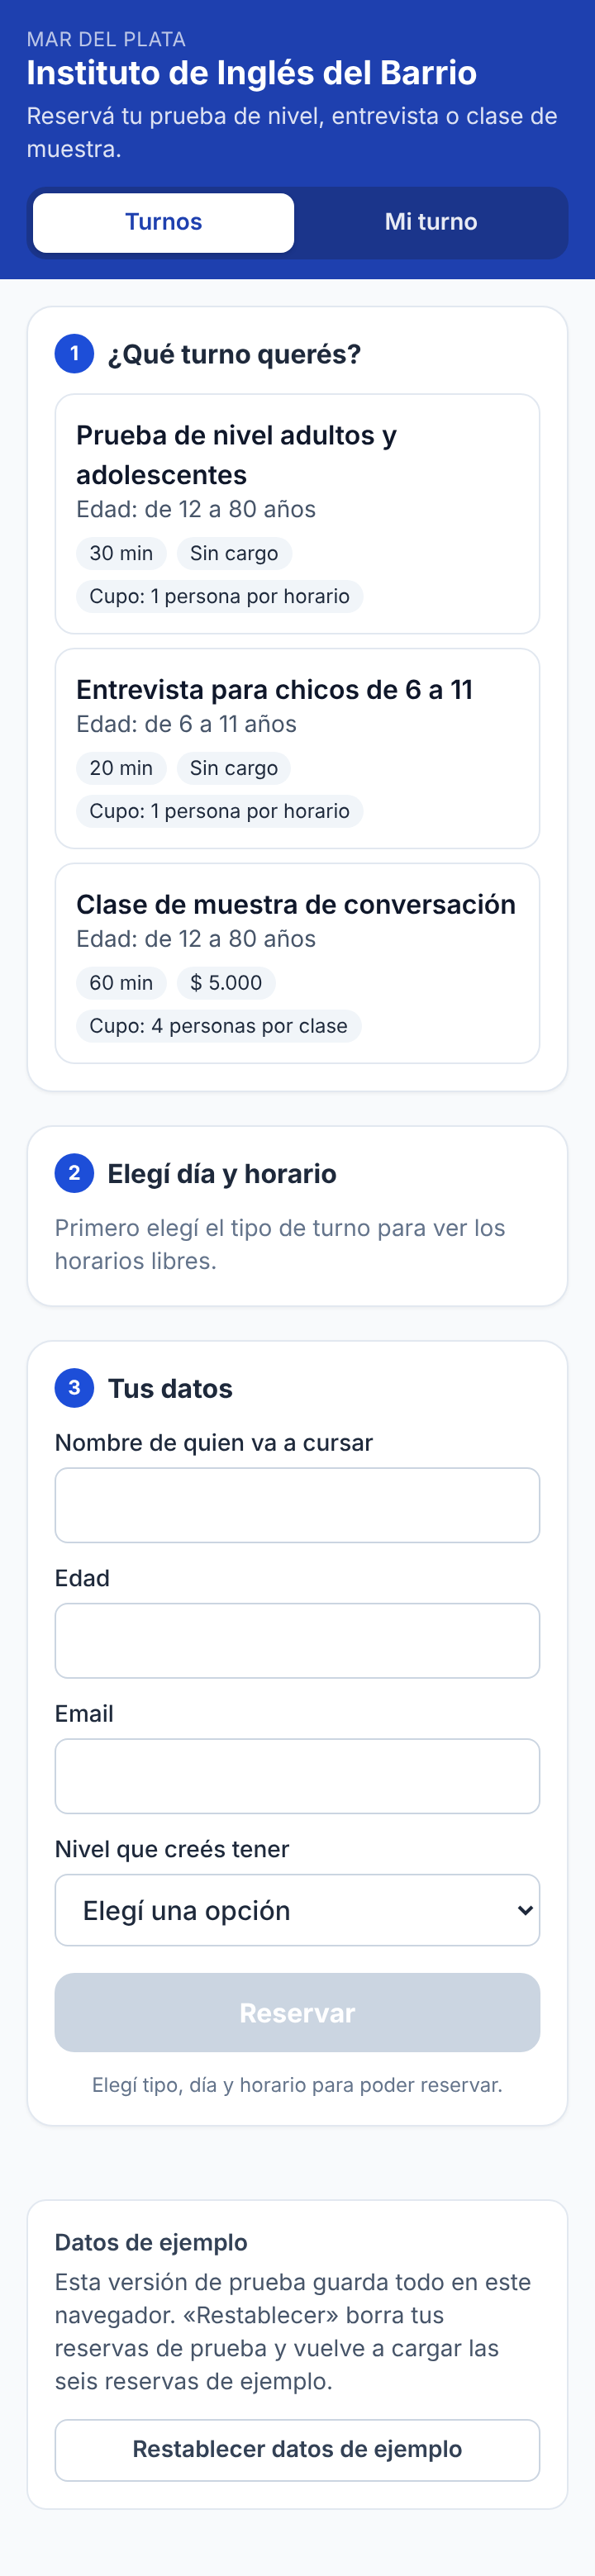 MAR DEL PLATA
Instituto de Inglés del Barrio
Reservá tu prueba de nivel, entrevista o clase de
muestra.
Turnos
Mi turno
1 ¿Qué turno querés?
Prueba de nivel adultos y
adolescentes
Edad: de 12 a 80 años
30 min Sin cargo
Cupo: 1 persona por horario
Entrevista para chicos de 6 a 11
Edad: de 6 a 11 años
20 min Sin cargo
Cupo: 1 persona por horario
Clase de muestra de conversación
Edad: de 12 a 80 años
60 min $ 5.000
Cupo: 4 personas por clase
2 Elegí día y horario
Primero elegí el tipo de turno para ver los
horarios libres.
3 Tus datos
Nombre de quien va a cursar
Edad
Email
Nivel que creés tener
Elegí una opción
Reservar
Elegí tipo, día y horario para poder reservar.
Datos de ejemplo
Esta versión de prueba guarda todo en este
navegador. «Restablecer» borra tus
reservas de prueba y vuelve a cargar las
seis reservas de ejemplo.
Restablecer datos de ejemplo